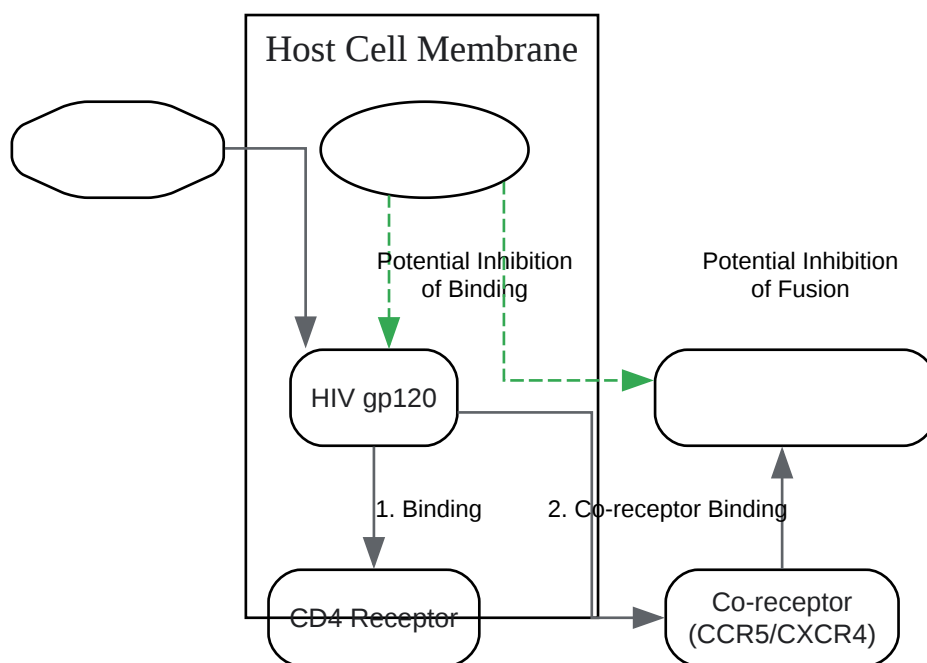 Host Cell Membrane
Potential Inhibition
of Binding
Potential Inhibition
of Fusion
HIV gp120
1. Binding
2. Co-receptor Binding
CD4 Receptor
Co-receptor
(CCR5/CXCR4)